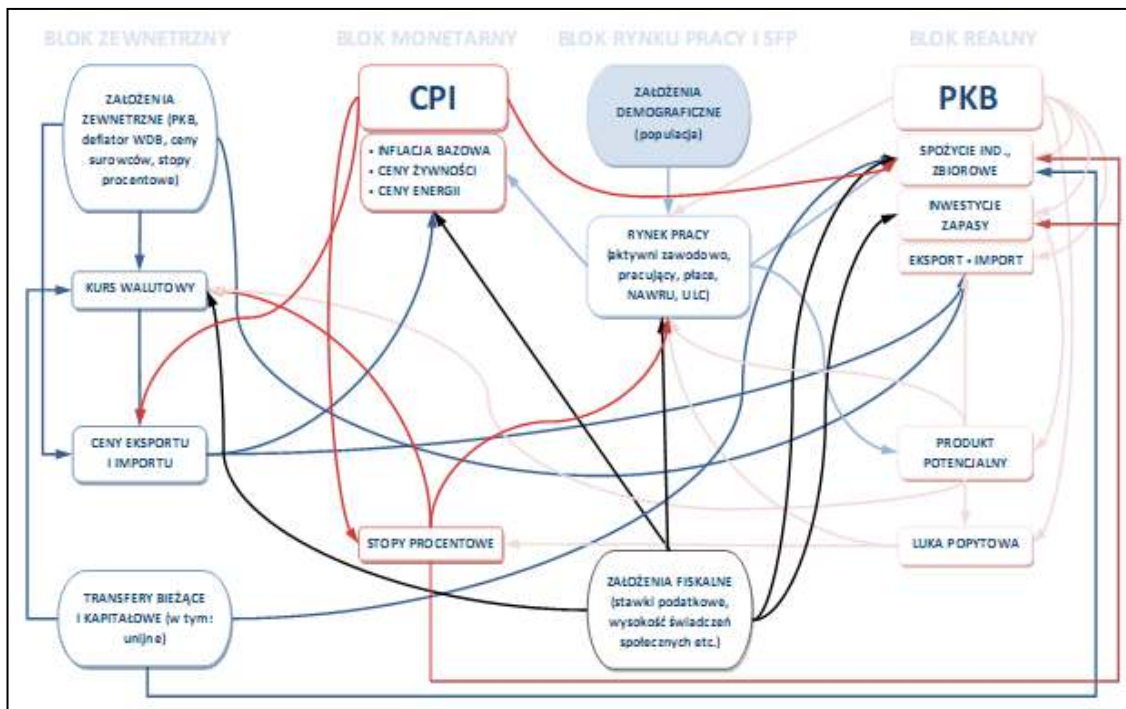 BLOK ZEWNĘTRZNY
BLOK MONETARNY
BLOK RYNKU PRACY I SFP
BLOK REALNY
ZAŁOŻENIA
ZEWNĘTRZNE (PKB,
deflator WDB, ceny
surowców, stopy
procentowe)
KURS WALUTOWY
CENY EKSPORTU
I IMPORTU
TRANSFERY BIEŻĄCE
I KAPITAŁOWE (w tym:
unijne)
CPI
• INFLACJA BAZOWA
• CENY ŻYWNOŚCI
• CENY ENERGII
STOPY PROCENTOWE
ZAŁOŻENIA
DEMOGRAFICZNE
(populacja)
RYNEK PRACY
(aktywni zawodowo,
pracujący, płace,
NAWRU, ULC)
ZAŁOŻENIA FISKALNE
(stawki podatkowe,
wysokość świadczeń
społecznych etc.)
PKB
SPOŻYCIE IND.,
ZBIOROWE
INWESTYCJE
ZAPASY
EKSPORT • IMPORT
PRODUKT
POTENCJALNY
LUKA POPYTOWA